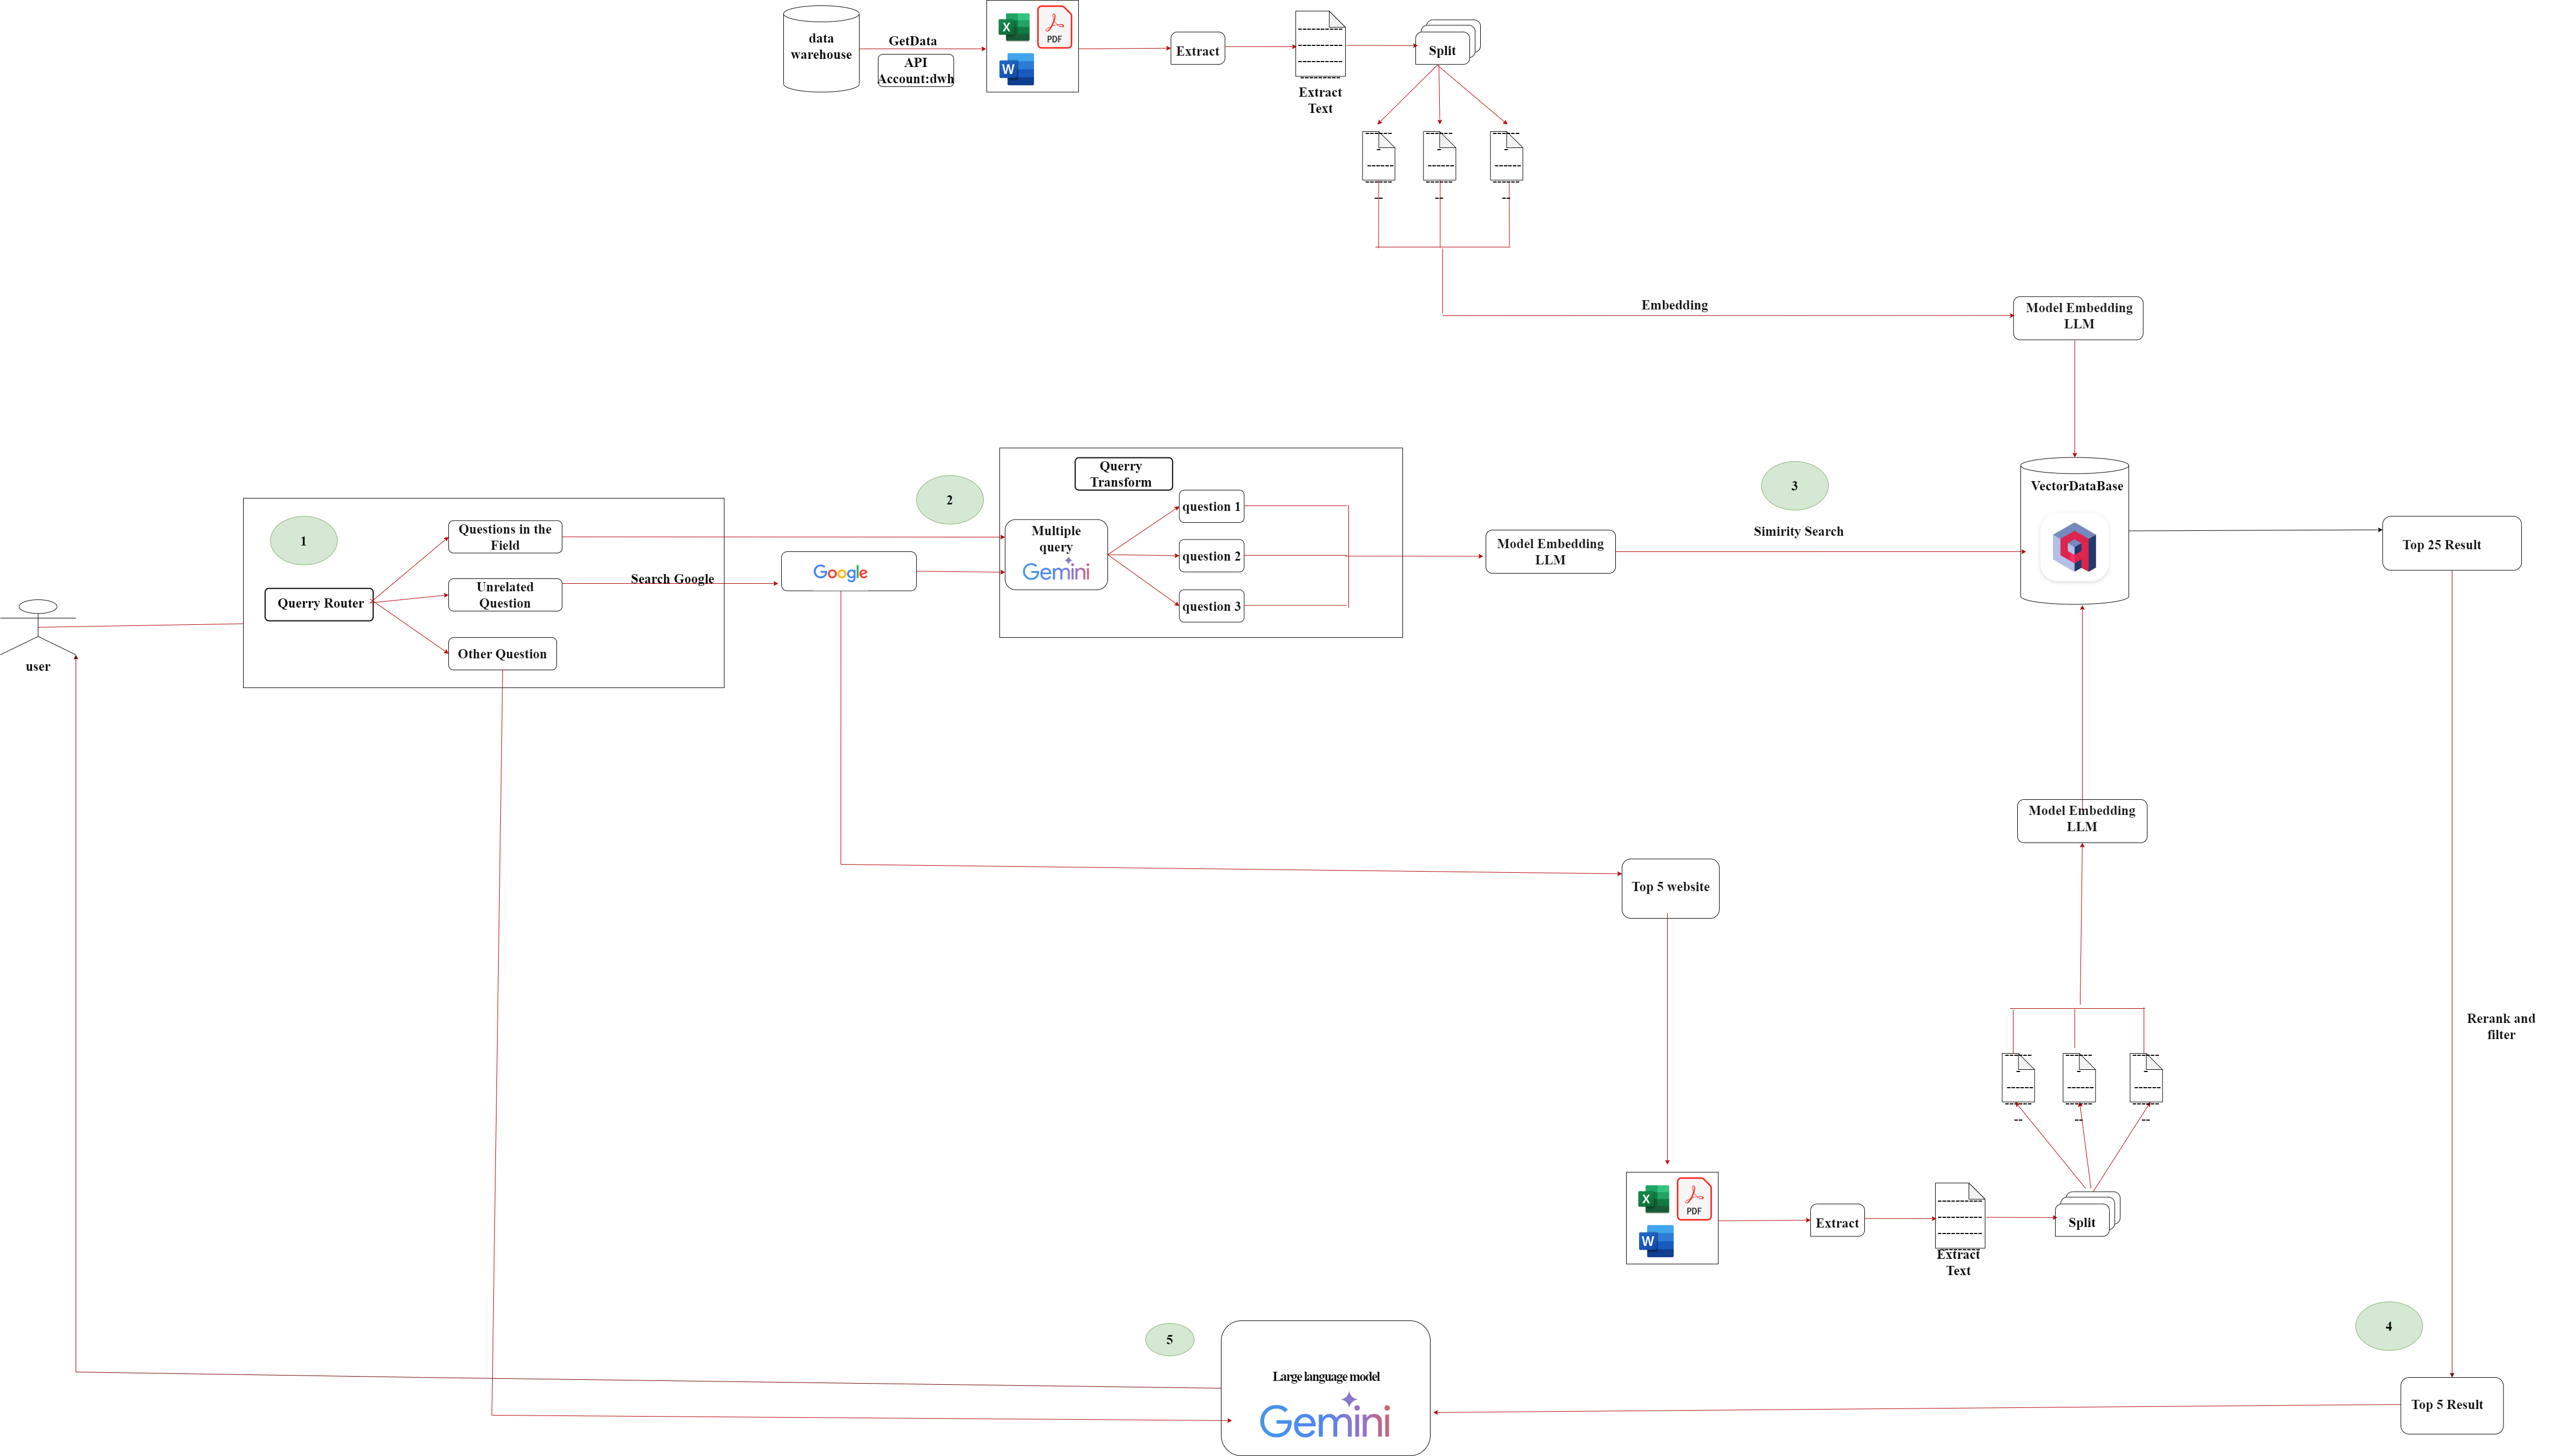 data
warehouse
GetData
API
Account:dwh
X
PDF
W
Extract
Extract
Text
Split
Embedding
Model Embedding
LLM
1
Querry Router
Questions in the
Field
Unrelated
Question
Other Question
user
Search Google
Google
2
Querry
Transform
Multiple
query
Gemini
question 1
question 2
question 3
Model Embedding
LLM
3
Simirity Search
VectorDataBase
Top 25 Result
Model Embedding
LLM
Top 5 website
Rerank and
filter
X
PDF
W
Extract
Extract
Text
Split
4
5
Large language model
Gemini
Top 5 Result